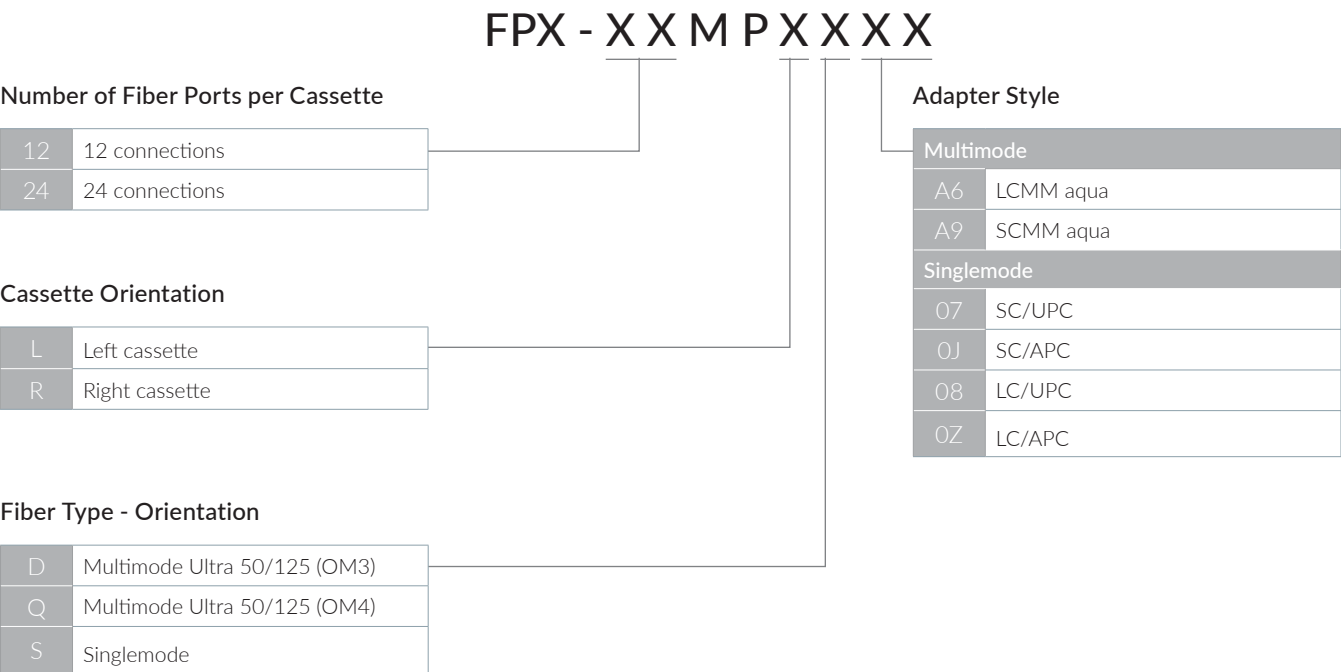 FPX - X X M P X X X X
Number of Fiber Ports per Cassette
12 12 connections
24 24 connections
Cassette Orientation
L Left cassette
R Right cassette
Fiber Type - Orientation
D Multimode Ultra 50/125 (OM3)
Q Multimode Ultra 50/125 (OM4)
S Singlemode
Adapter Style
Multimode
A6 LCMM aqua
A9 SCMM aqua
Singlemode
07 SC/UPC
0J SC/APC
08 LC/UPC
0Z LC/APC